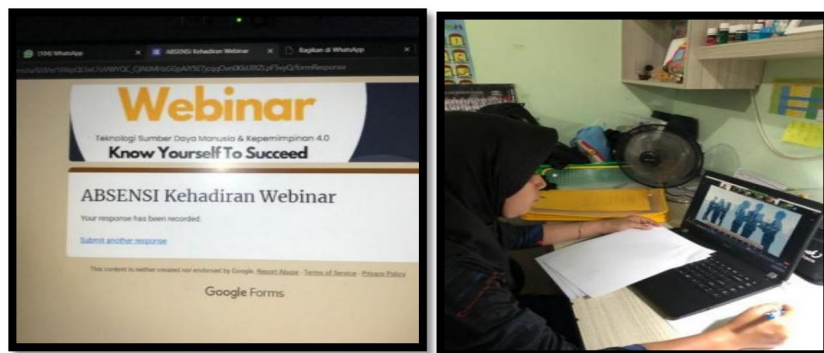 (104) WhatsApp
ABSENSI Kehadiran Webinar
Bagikan di WhatsApp
Webinar
Teknologi Sumber Daya Manusia & Kepemimpinan 4.0
Know Yourself To Succeed
ABSENSI Kehadiran Webinar
Your response has been recorded.
Submit another response
This content is neither created nor endorsed by Google. Report Abuse - Terms of Service - Privacy Policy
Google Forms